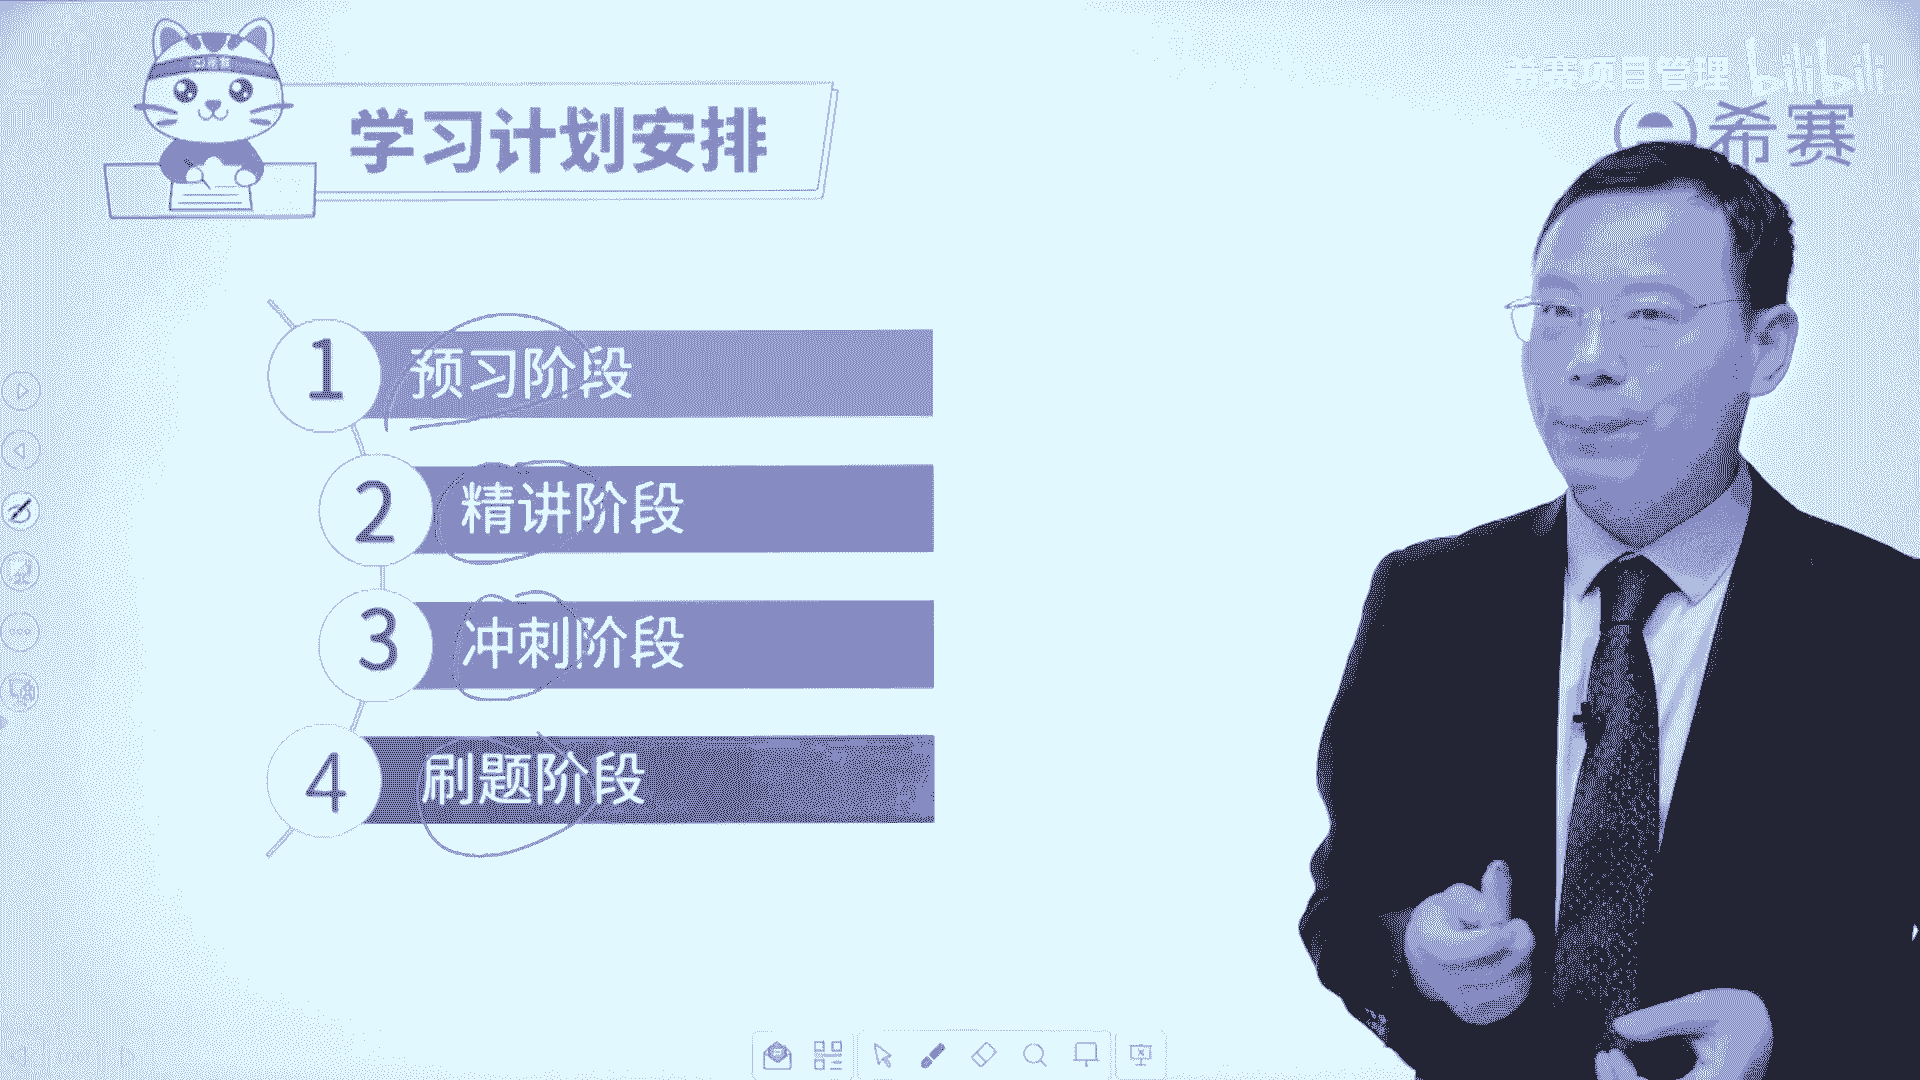 希赛项目管理 bilibili
希赛
学习计划安排
1 预习阶段
2 精讲阶段
3 冲刺阶段
4 刷题阶段